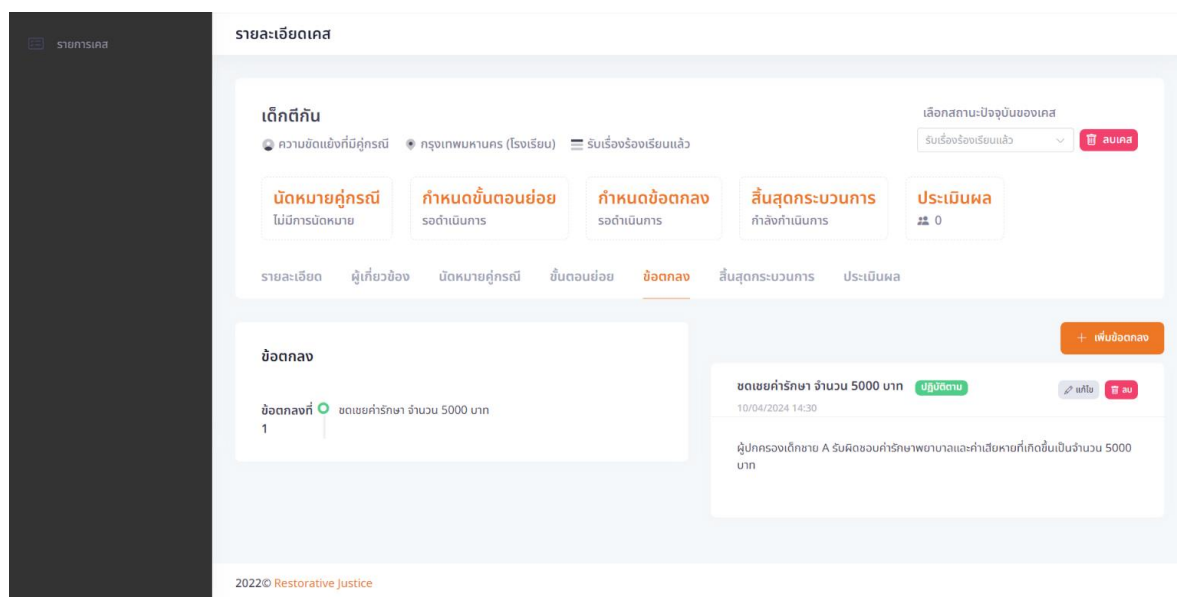 รายการเคส
รายละเอียดเคส
เด็กตีกัน
ความขัดแย้งที่มีคู่กรณี กรุงเทพมหานคร (โรงเรียน) รับเรื่องร้องเรียนแล้ว
เลือกสถานะปัจจุบันของเคส
รับเรื่องร้องเรียนแล้ว ลบเคส
นัดหมายคู่กรณี กำหนดขั้นตอนย่อย กำหนดข้อตกลง สิ้นสุดกระบวนการ ประเมินผล
ไม่มีการนัดหมาย รอดำเนินการ รอดำเนินการ กำลังทำเนินการ 0
รายละเอียด ผู้เกี่ยวข้อง นัดหมายคู่กรณี ขั้นตอนย่อย ข้อตกลง สิ้นสุดกระบวนการ ประเมินผล
ข้อตกลง
ข้อตกลงที่ ชดเชยค่ารักษา จำนวน 5000 บาท
1
+ เพิ่มข้อตกลง
ชดเชยค่ารักษา จำนวน 5000 บาท ปฏิบัติตาม แก้ไข ลบ
10/04/2024 14:30
ผู้ปกครองเด็กชาย A รับผิดชอบค่ารักษาพยาบาลและค่าเสียหายที่เกิดขึ้นเป็นจำนวน 5000
บาท
2022© Restorative Justice